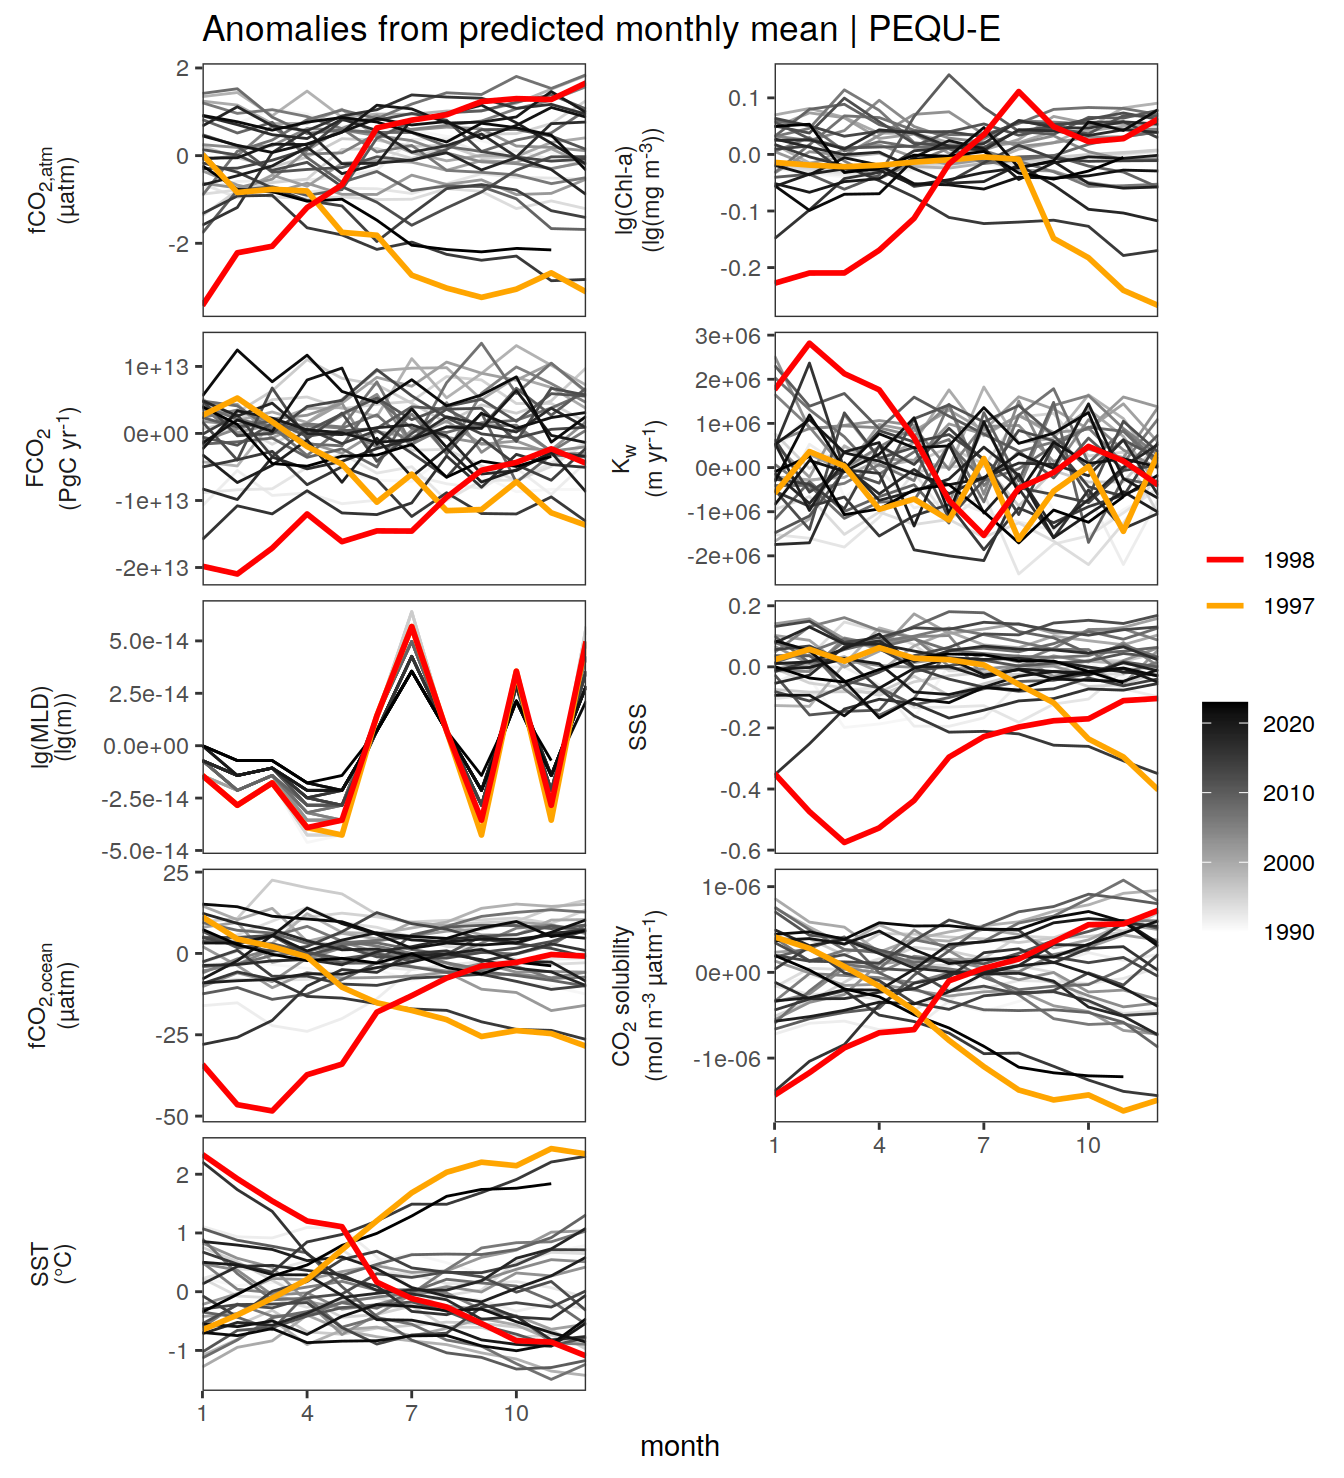 Anomalies from predicted monthly mean | PEQU-E
fCO2,atm
(µatm)
2
0
-2
lg(Chl-a)
(lg(mg m-3))
0.1
0.0
-0.1
-0.2
FCO2
(PgC yr-1)
1e+13
0e+00
-1e+13
-2e+13
Kw
(m yr-1)
3e+06
2e+06
1e+06
0e+00
-1e+06
-2e+06
lg(MLD)
(lg(m))
5.0e-14
2.5e-14
0.0e+00
-2.5e-14
-5.0e-14
SSS
0.2
0.0
-0.2
-0.4
-0.6
fCO2,ocean
(µatm)
25
0
-25
-50
CO2 solubility
(mol m-3 µatm-1)
1e-06
0e+00
-1e-06
1 4 7 10
SST
(°C)
2
1
0
-1
1 4 7 10
month
1998
1997
2020
2010
2000
1990